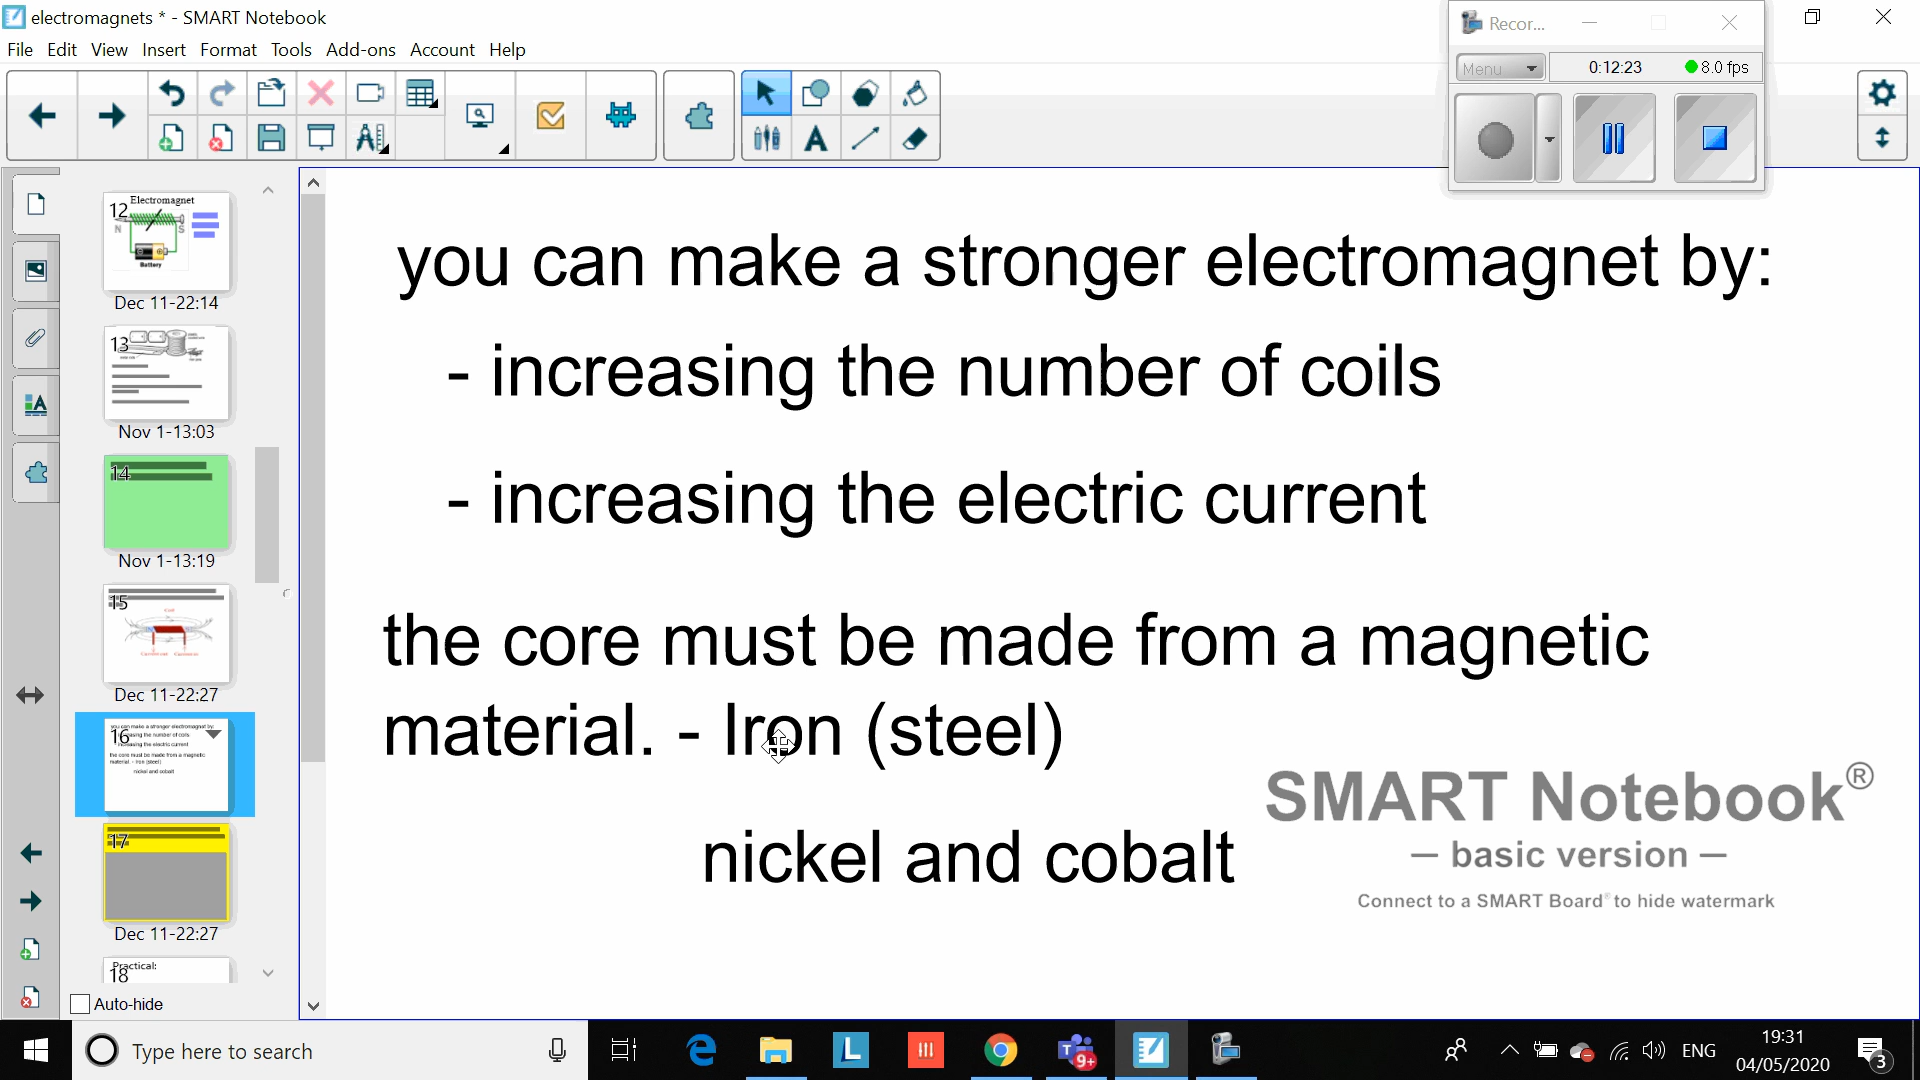 electromagnets * - SMART Notebook
File Edit View Insert Format Tools Add-ons Account Help
Recor...
Menu 0:12:23 8.0 fps
Electromagnet
12
N S
Battery
Dec 11-22:14
13
Nov 1-13:03
14
Nov 1-13:19
15
Dec 11-22:27
16
17
Dec 11-22:27
Practical:
18
Auto-hide
you can make a stronger electromagnet by:
- increasing the number of coils
- increasing the electric current
the core must be made from a magnetic
material. - Iron (steel)
nickel and cobalt
SMART Notebook®
— basic version —
Connect to a SMART Board® to hide watermark
Type here to search
9+
ENG
19:31
04/05/2020
3